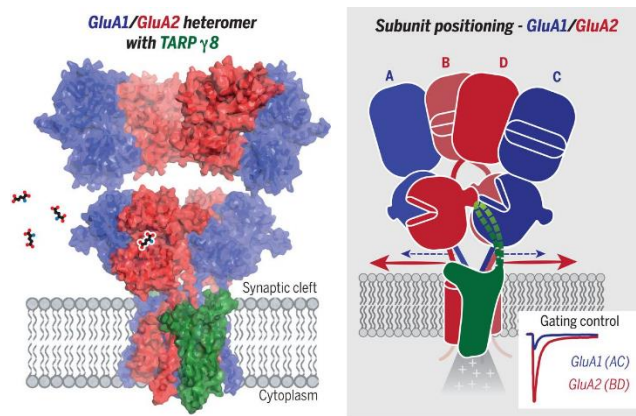 GluA1/GluA2 heteromer
with TARP γ8
Synaptic cleft
Cytoplasm
Subunit positioning - GluA1/GluA2
A
B
D
C
Gating control
GluA1 (AC)
GluA2 (BD)